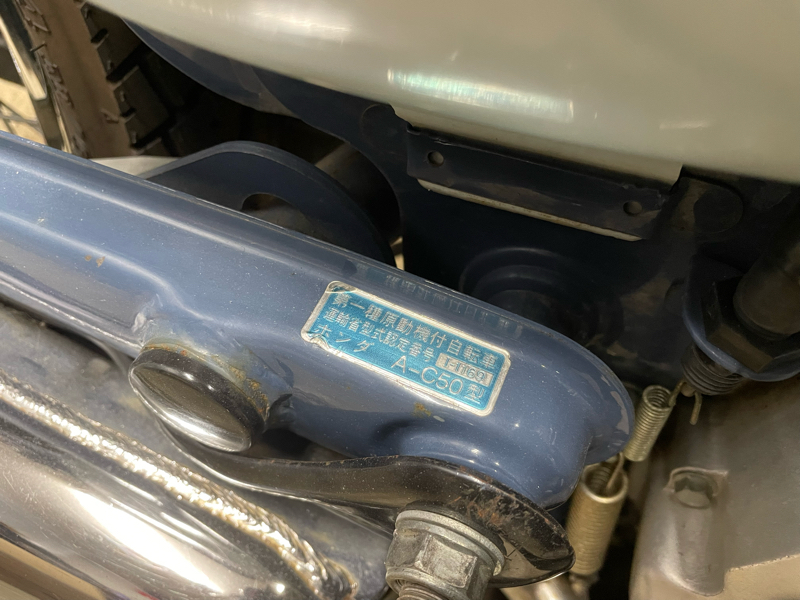 第一種原動機付自転車
運輸省型式認定番号
ホンダ A-C50型